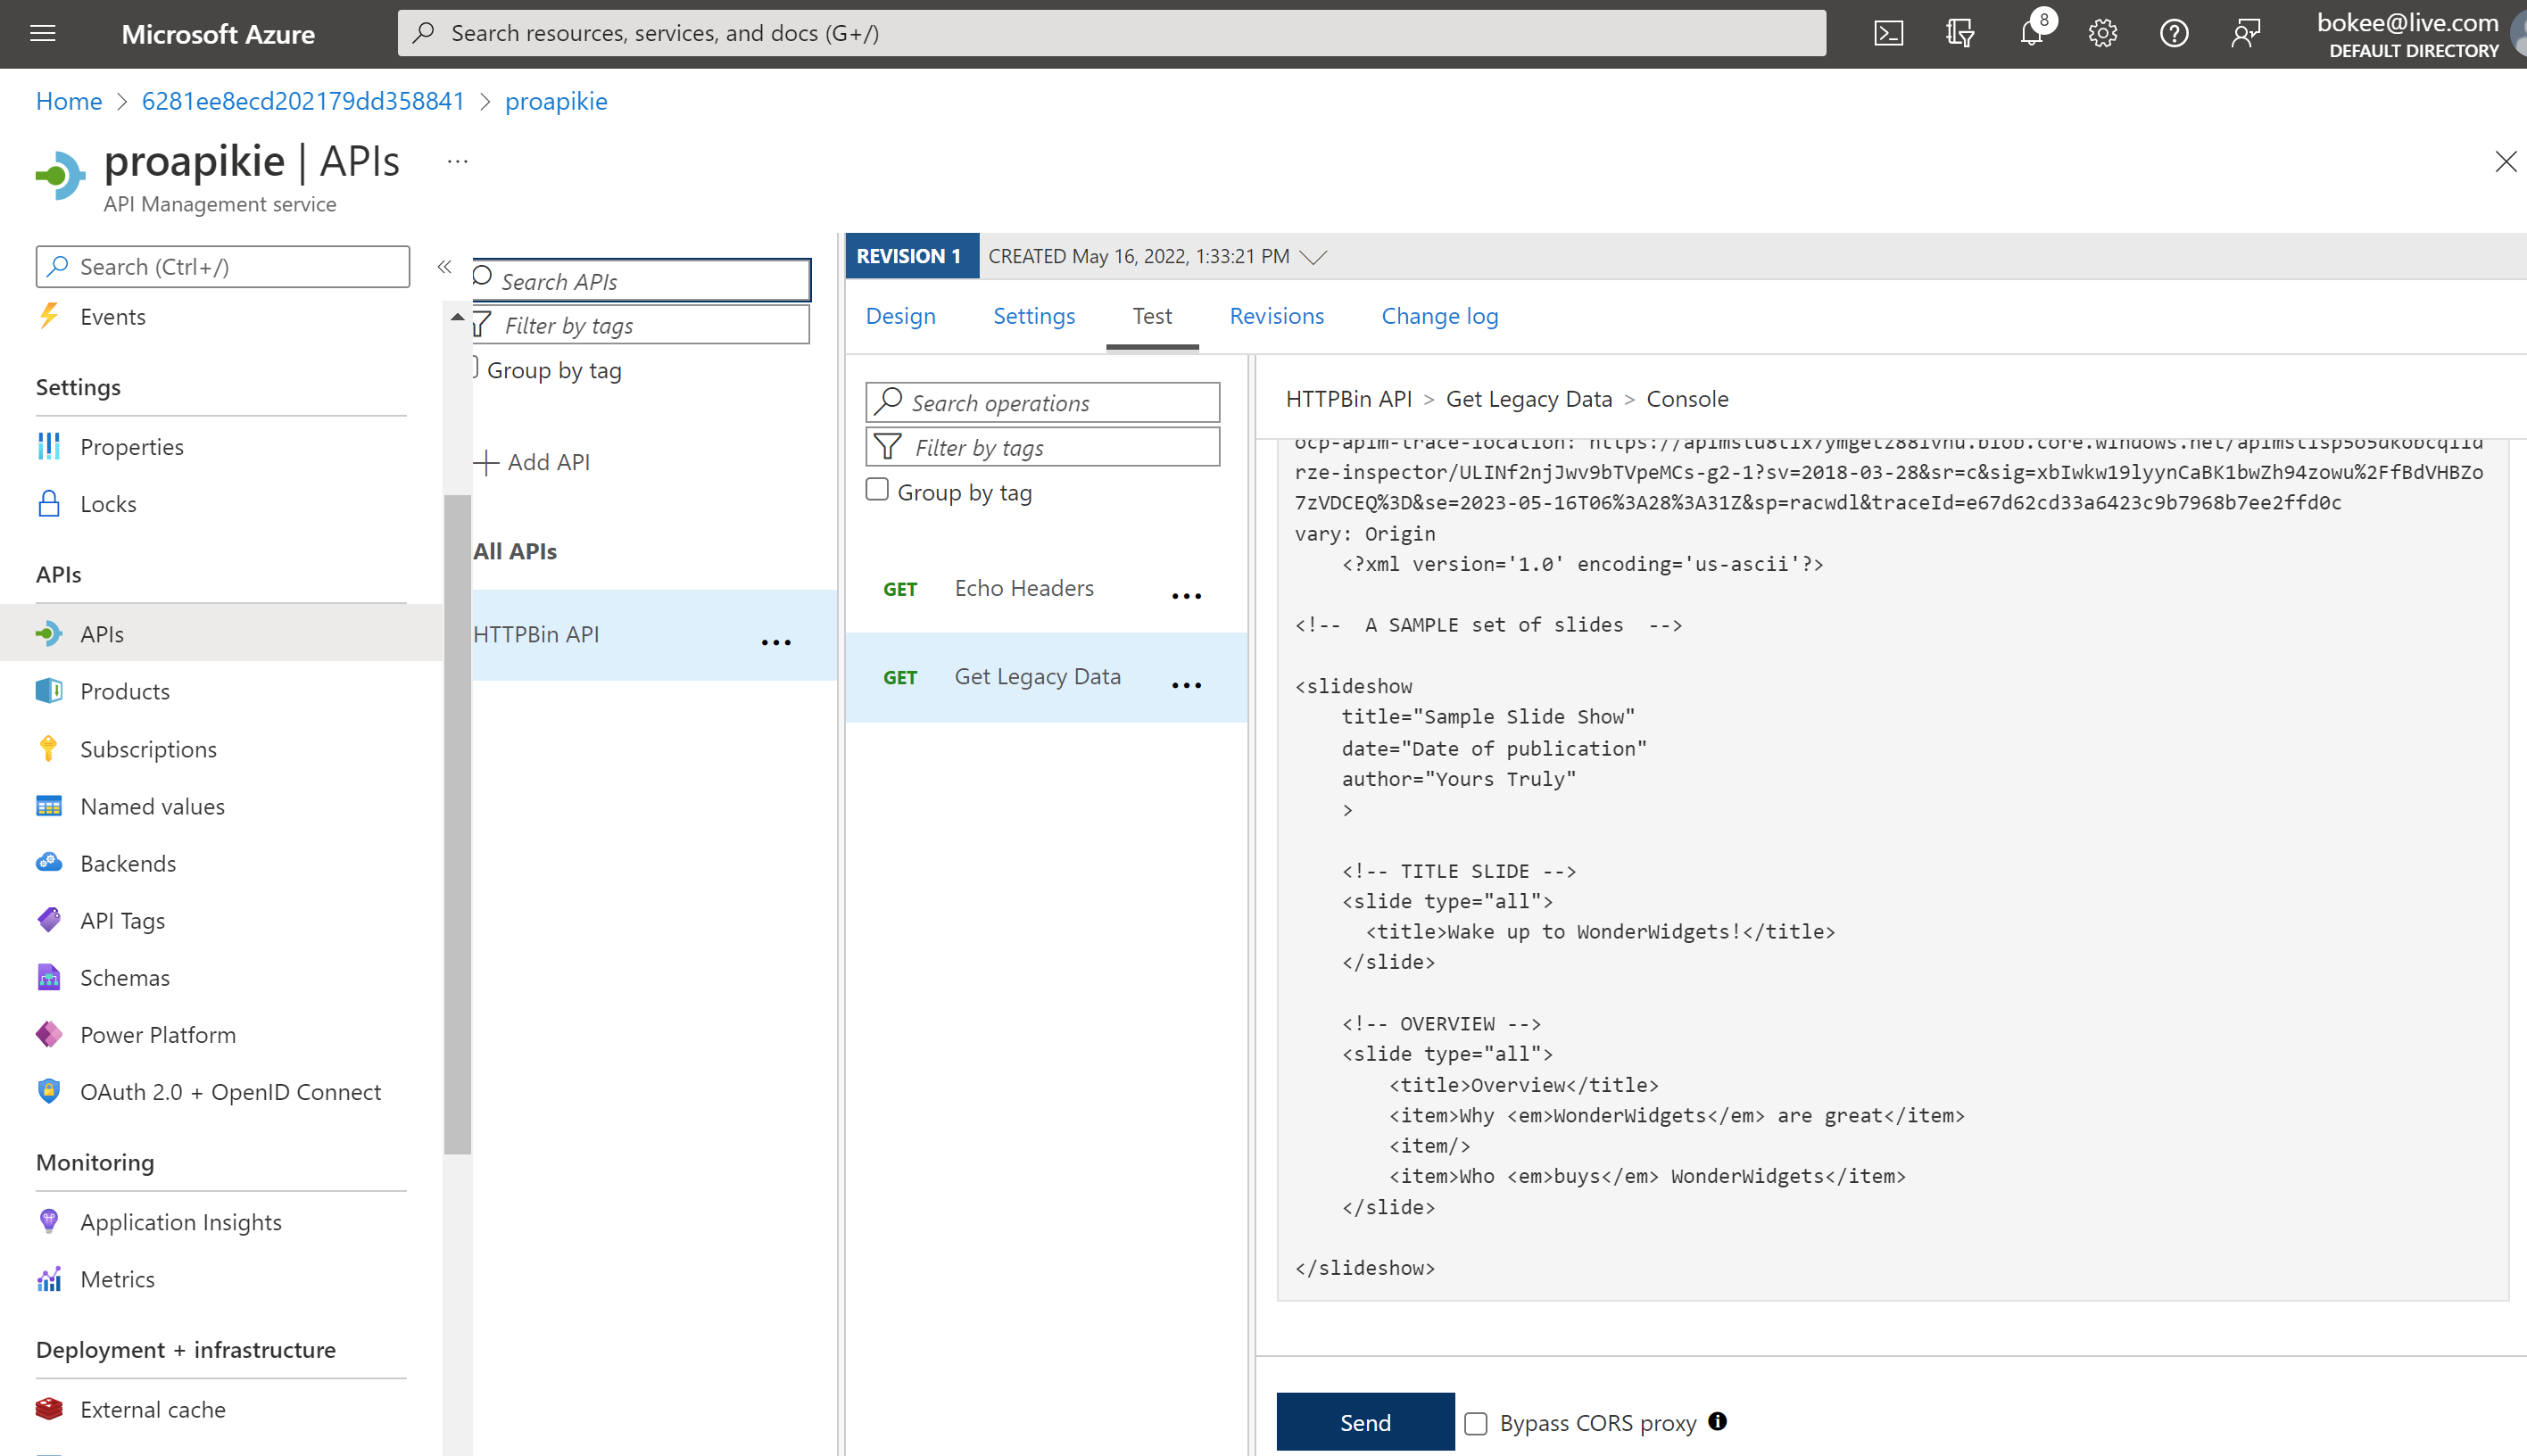 Microsoft Azure
Search resources, services, and docs (G+/)
8
bokee@live.com
DEFAULT DIRECTORY
Home > 6281ee8ecd202179dd358841 > proapikie
proapikie | APIs ...
API Management service
Search (Ctrl+/)
«
Events
Settings
Properties
Locks
APIs
APIs
Products
Subscriptions
Named values
Backends
API Tags
Schemas
Power Platform
OAuth 2.0 + OpenID Connect
Monitoring
Application Insights
Metrics
Deployment + infrastructure
External cache
Search APIs
Filter by tags
Group by tag
Add API
All APIs
HTTPBin API ...
REVISION 1 CREATED May 16, 2022, 1:33:21 PM
Design Settings Test Revisions Change log
Search operations
Filter by tags
Group by tag
GET Echo Headers ...
GET Get Legacy Data ...
HTTPBin API > Get Legacy Data > Console
rze-inspector/ULINf2njJwv9bTVpeMCs-g2-1?sv=2018-03-28&sr=c&sig=xbIwkw19lyynCaBK1bwZh94zowu%2FfBdVHBZo
7zVDCEQ%3D&se=2023-05-16T06%3A28%3A31Z&sp=racwdl&traceId=e67d62cd33a6423c9b7968b7ee2ffd0c
vary: Origin
<?xml version='1.0' encoding='us-ascii'?>
<!--  A SAMPLE set of slides  -->
<slideshow
title="Sample Slide Show"
date="Date of publication"
author="Yours Truly"
>
<!-- TITLE SLIDE -->
<slide type="all">
<title>Wake up to WonderWidgets!</title>
</slide>
<!-- OVERVIEW -->
<slide type="all">
<title>Overview</title>
<item>Why <em>WonderWidgets</em> are great</item>
<item/>
<item>Who <em>buys</em> WonderWidgets</item>
</slide>
</slideshow>
Send
Bypass CORS proxy